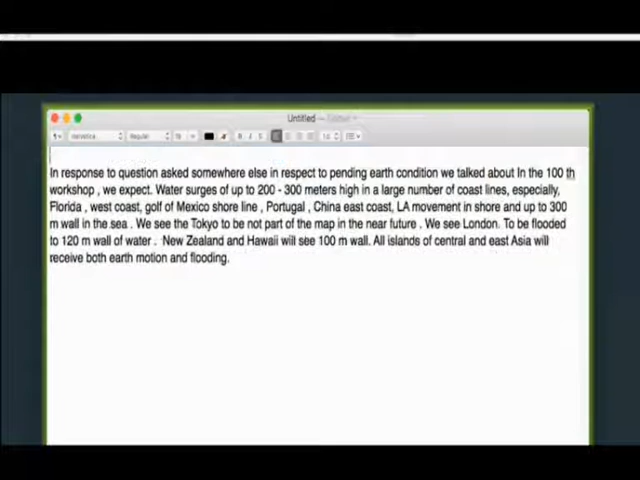 Untitled —
Helvetica Regular B I S
In response to question asked somewhere else in respect to pending earth condition we talked about In the 100 th
workshop , we expect. Water surges of up to 200 - 300 meters high in a large number of coast lines, especially,
Florida , west coast, golf of Mexico shore line , Portugal , China east coast, LA movement in shore and up to 300
m wall in the sea . We see the Tokyo to be not part of the map in the near future . We see London. To be flooded
to 120 m wall of water . New Zealand and Hawaii will see 100 m wall. All islands of central and east Asia will
receive both earth motion and flooding.